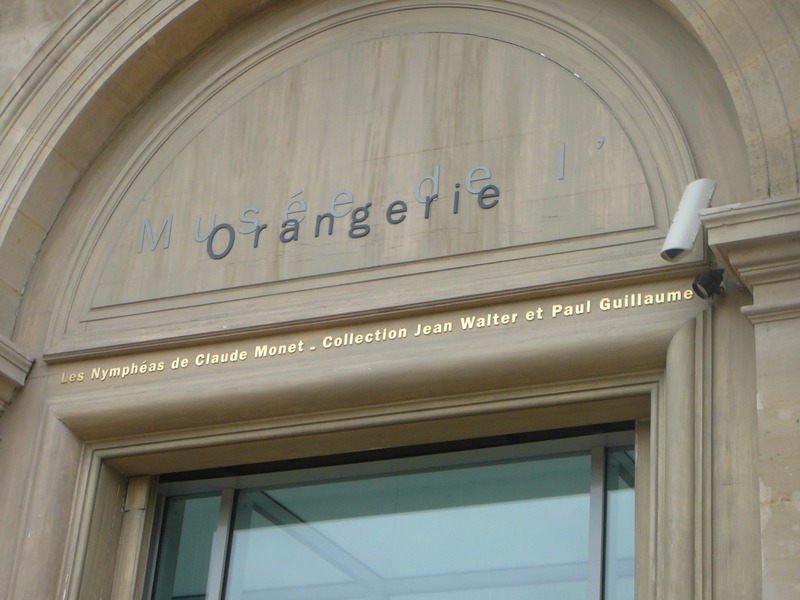 Musée de l'
Orangerie
Les Nymphéas de Claude Monet - Collection Jean Walter et Paul Guillaume